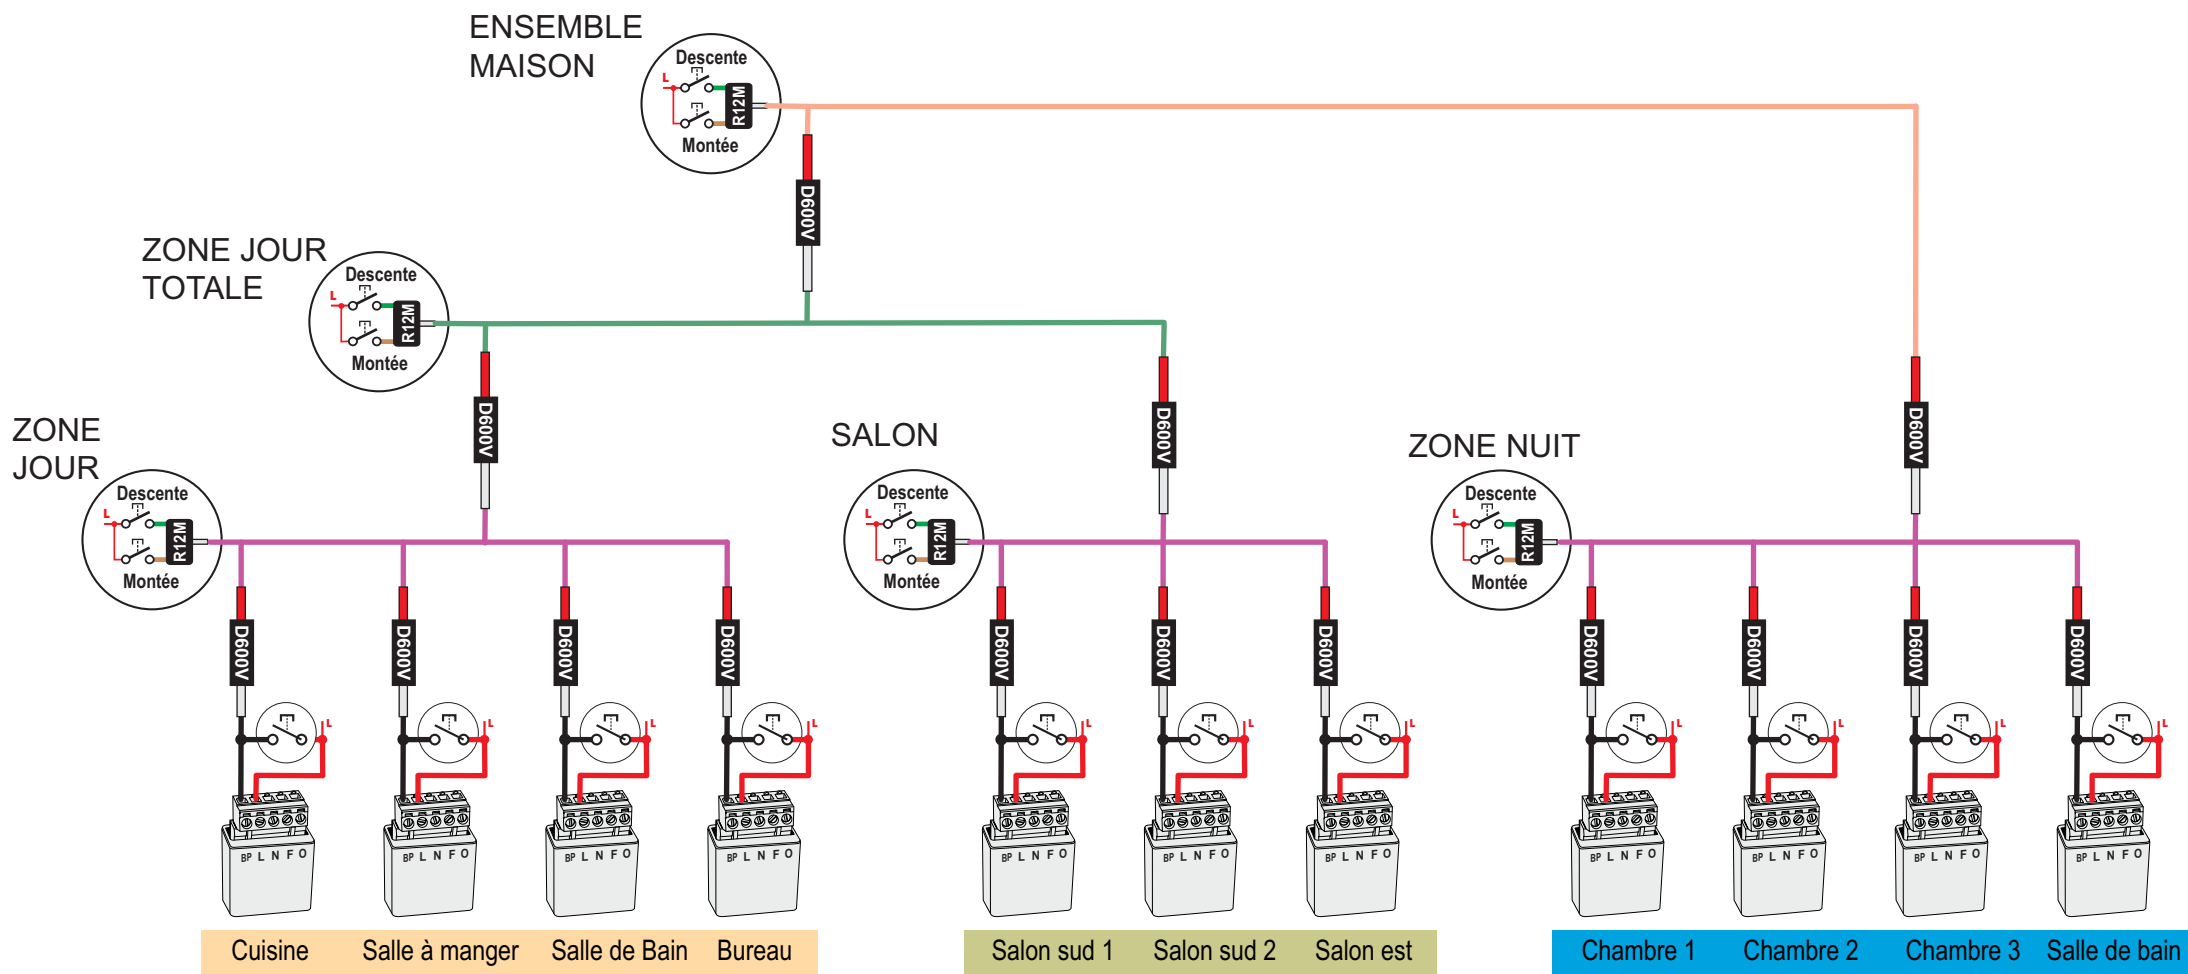 ENSEMBLE
MAISON
Descente
L
R12M
Montée
D600V
ZONE JOUR
TOTALE
Descente
L
R12M
Montée
D600V
D600V
D600V
ZONE
JOUR
Descente
L
R12M
Montée
SALON
Descente
L
R12M
Montée
ZONE NUIT
Descente
L
R12M
Montée
D600V
D600V
D600V
D600V
D600V
D600V
D600V
D600V
D600V
D600V
D600V
L
L
L
L
L
L
L
L
L
L
L
BP L N F O
BP L N F O
BP L N F O
BP L N F O
BP L N F O
BP L N F O
BP L N F O
BP L N F O
BP L N F O
BP L N F O
BP L N F O
Cuisine
Salle à manger
Salle de Bain
Bureau
Salon sud 1
Salon sud 2
Salon est
Chambre 1
Chambre 2
Chambre 3
Salle de bain